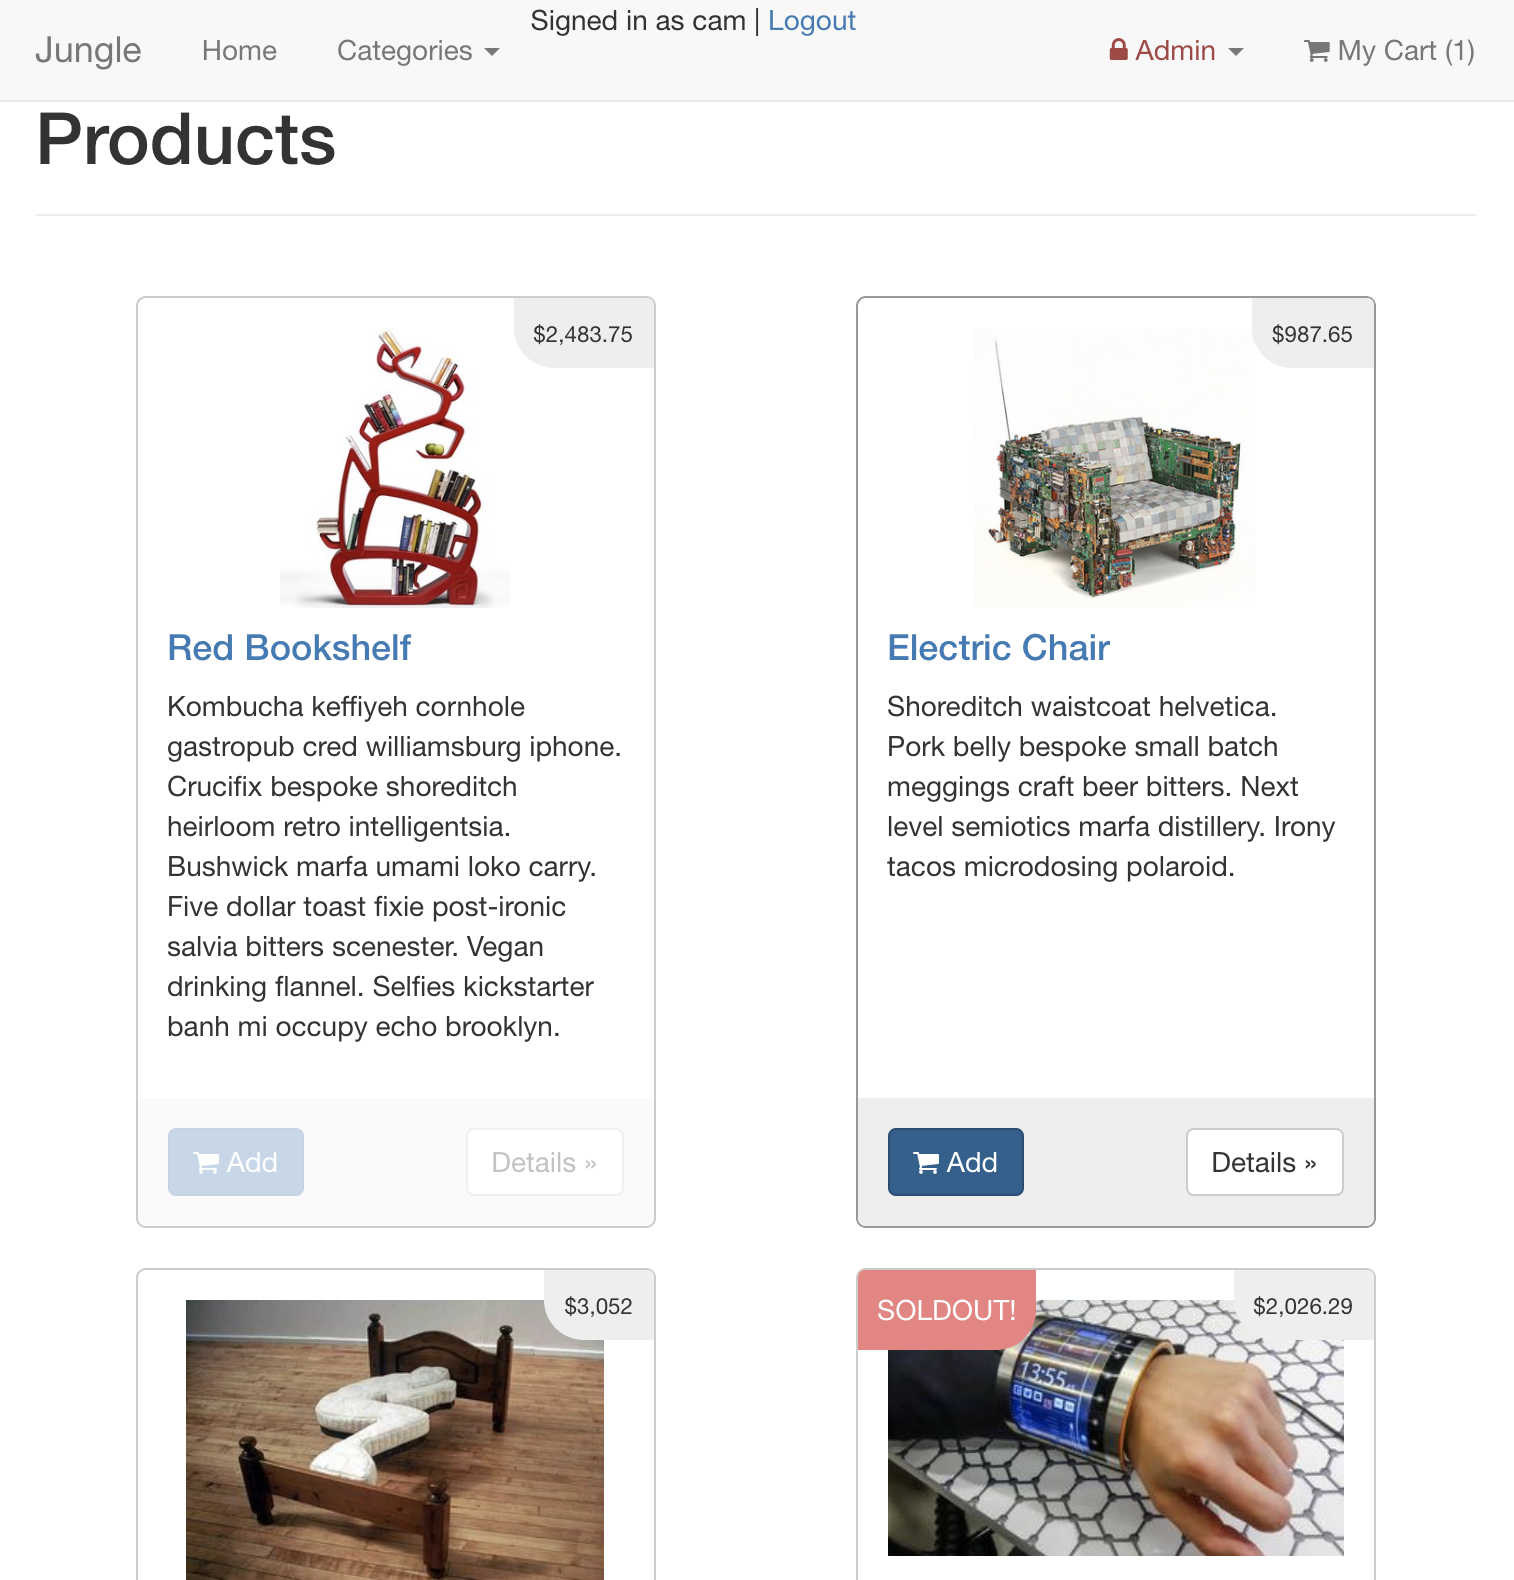 Signed in as cam | Logout
Jungle Home Categories Admin My Cart (1)
Products
$2,483.75
Red Bookshelf
Kombucha keffiyeh cornhole
gastropub cred williamsburg iphone.
Crucifix bespoke shoreditch
heirloom retro intelligentsia.
Bushwick marfa umami loko carry.
Five dollar toast fixie post-ironic
salvia bitters scenester. Vegan
drinking flannel. Selfies kickstarter
banh mi occupy echo brooklyn.
Add Details »
$987.65
Electric Chair
Shoreditch waistcoat helvetica.
Pork belly bespoke small batch
meggings craft beer bitters. Next
level semiotics marfa distillery. Irony
tacos microdosing polaroid.
Add Details »
$3,052
SOLDOUT! $2,026.29
13:55